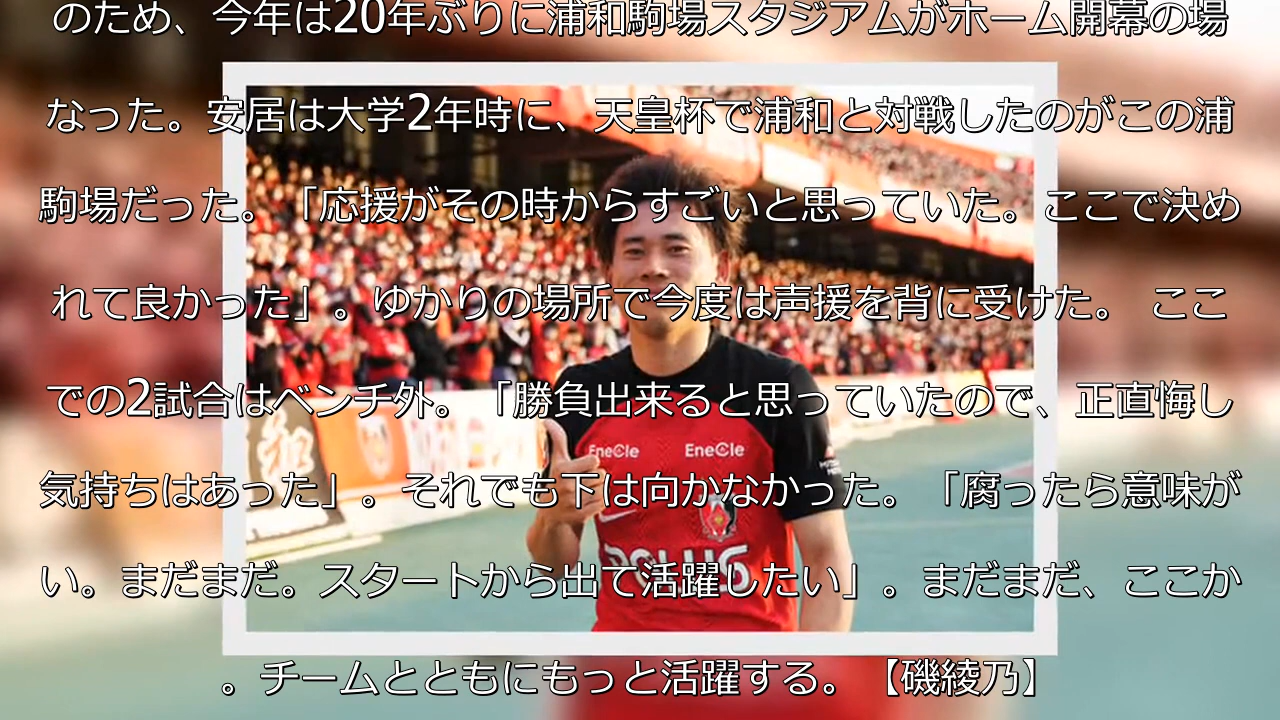 のため、今年は20年ぶりに浦和駒場スタジアムがホーム開幕の場
なった。安居は大学2年時に、天皇杯で浦和と対戦したのがこの浦
駒場だった。「応援がその時からすごいと思っていた。ここで決め
れて良かった」。ゆかりの場所で今度は声援を背に受けた。 ここ
での2試合はベンチ外。「勝負出来ると思っていたので、正直悔し
気持ちはあった」。それでも下は向かなかった。「腐ったら意味が
い。まだまだ。スタートから出て活躍したい」。まだまだ、ここか
。チームとともにもっと活躍する。【磯綾乃】
EneCle
EneCle
POLUS